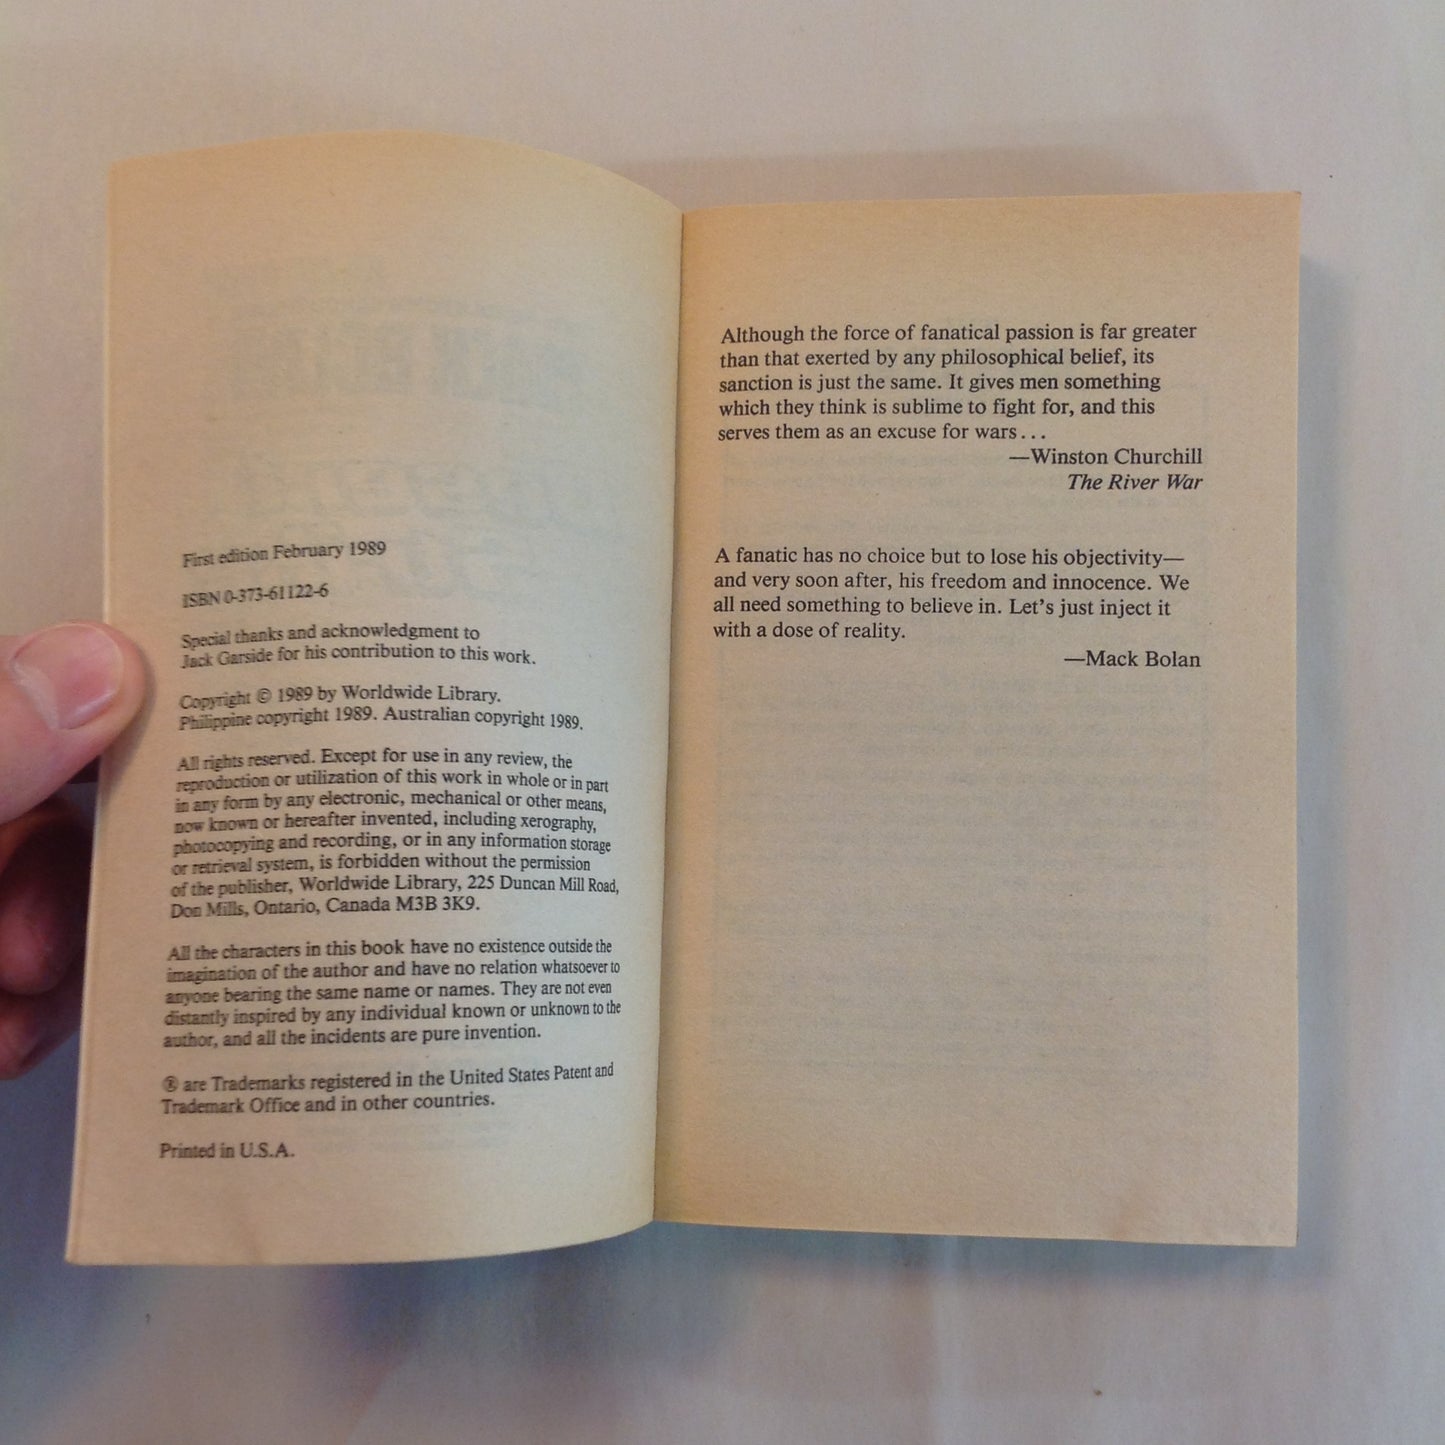 First edition February 1989
ISBN 0-373-61122-6
Special thanks and acknowledgment to
Jack Garside for his contribution to this work.
Copyright © 1989 by Worldwide Library.
Philippine copyright 1989. Australian copyright 1989.
All rights reserved. Except for use in any review, the
reproduction or utilization of this work in whole or in part
in any form by any electronic, mechanical or other means,
now known or hereafter invented, including xerography,
photocopying and recording, or in any information storage
or retrieval system, is forbidden without the permission
of the publisher, Worldwide Library, 225 Duncan Mill Road,
Don Mills, Ontario, Canada M3B 3K9.
All the characters in this book have no existence outside the
imagination of the author and have no relation whatsoever to
anyone bearing the same name or names. They are not even
distantly inspired by any individual known or unknown to the
author, and all the incidents are pure invention.
® are Trademarks registered in the United States Patent and
Trademark Office and in other countries.
Printed in U.S.A.
Although the force of fanatical passion is far greater
than that exerted by any philosophical belief, its
sanction is just the same. It gives men something
which they think is sublime to fight for, and this
serves them as an excuse for wars...
—Winston Churchill
The River War
A fanatic has no choice but to lose his objectivity—
and very soon after, his freedom and innocence. We
all need something to believe in. Let's just inject it
with a dose of reality.
—Mack Bolan